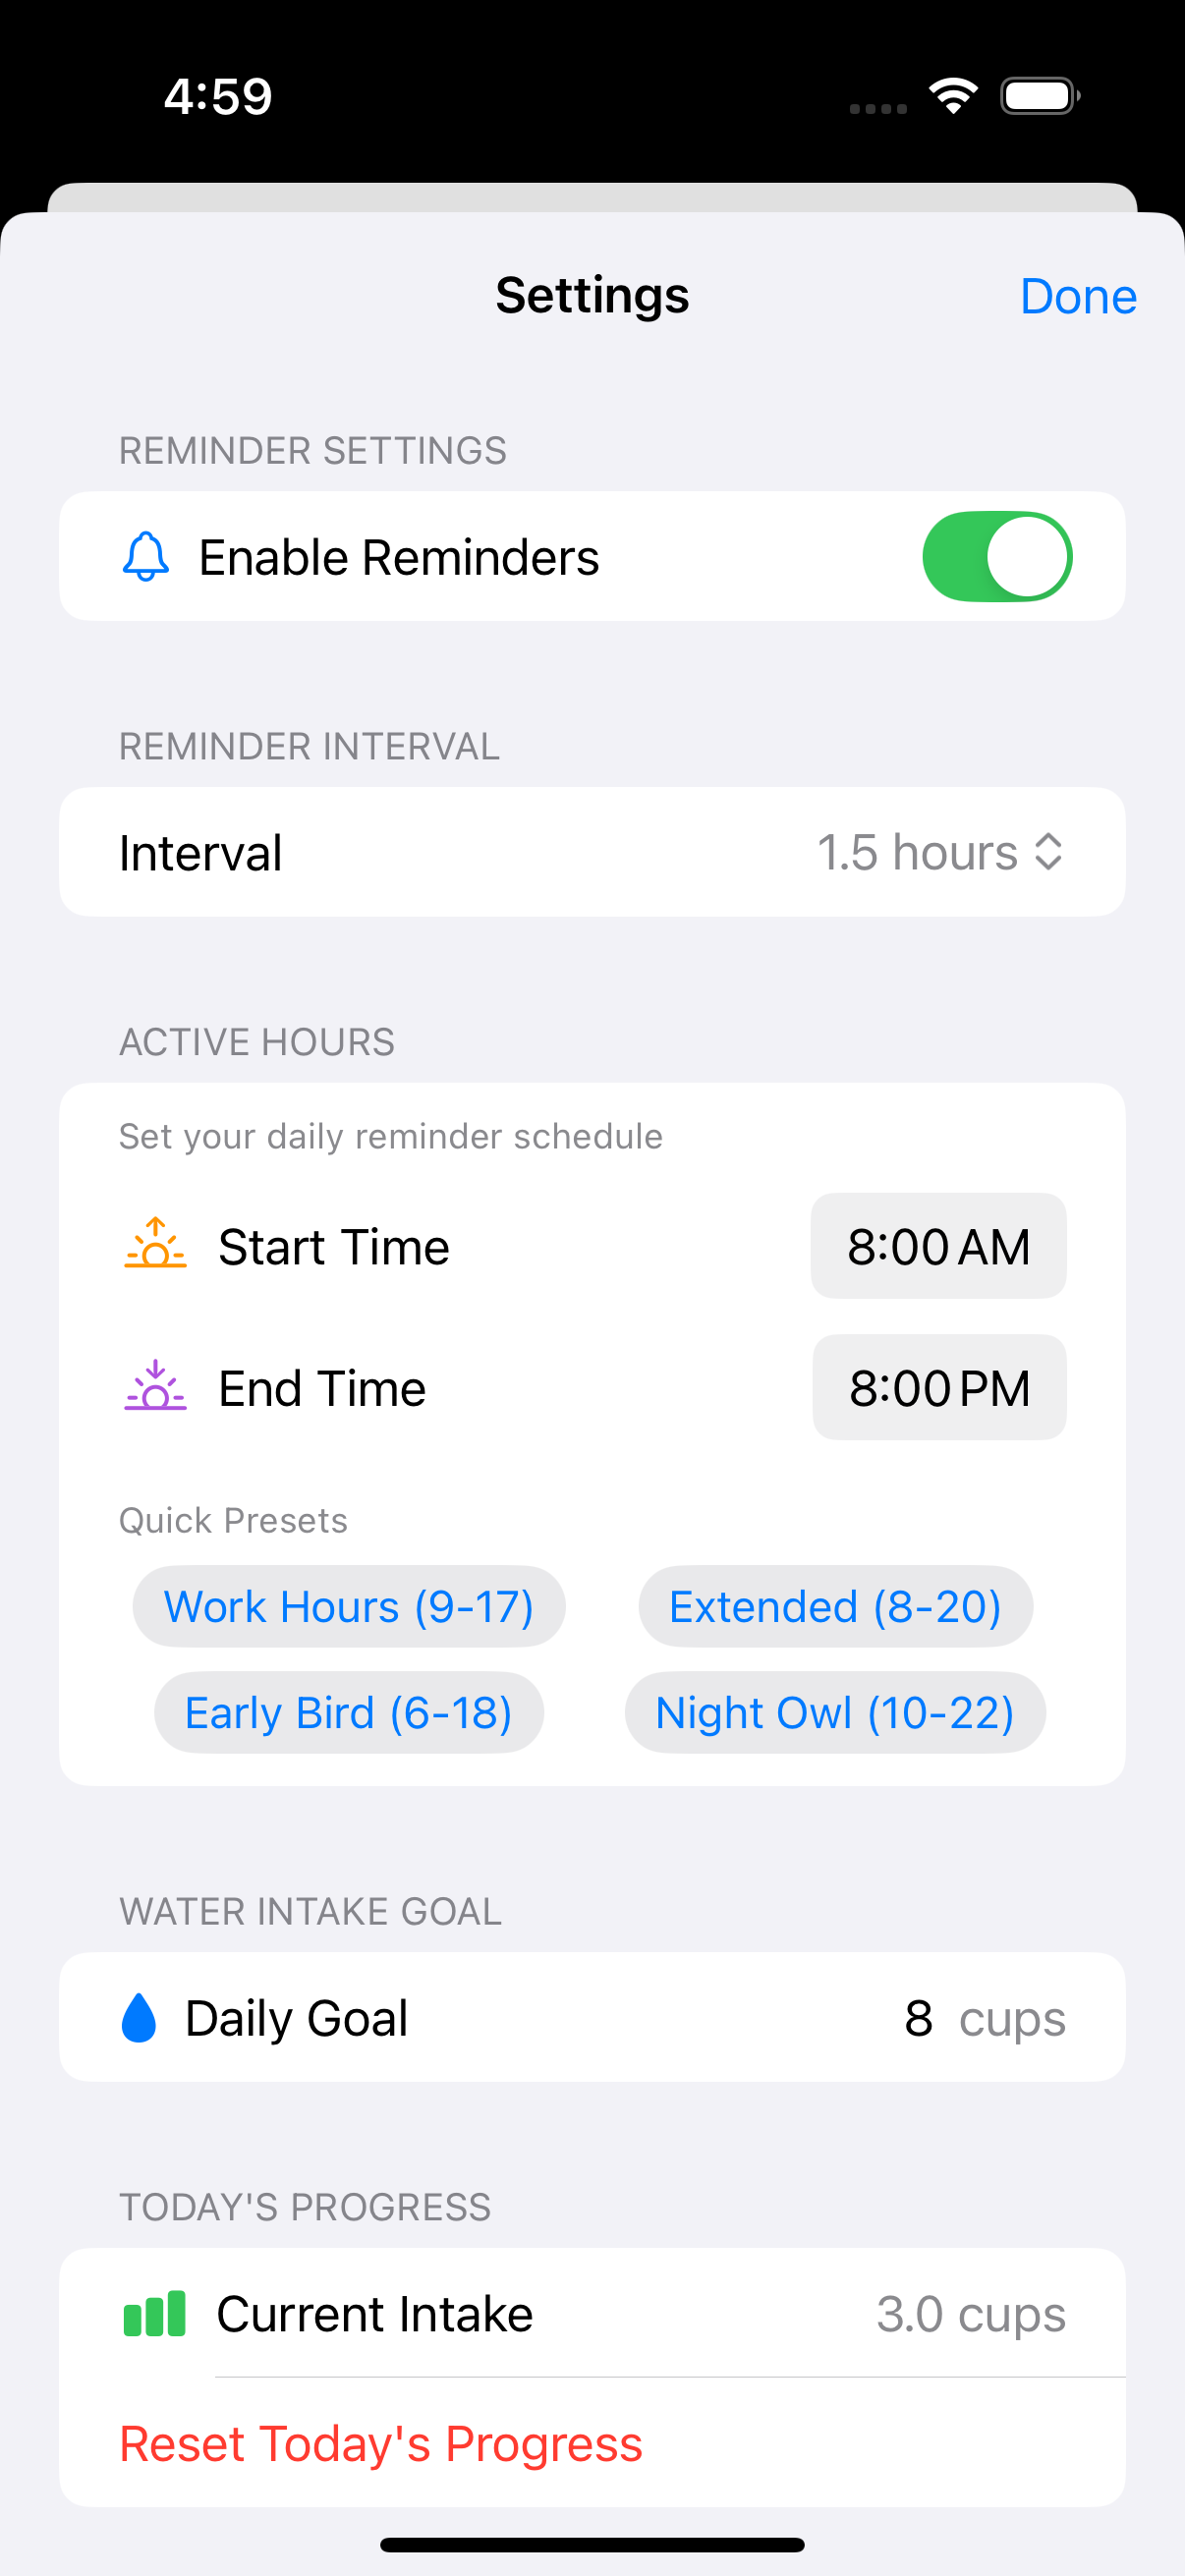 4:59
Settings
Done
REMINDER SETTINGS
Enable Reminders
REMINDER INTERVAL
Interval
1.5 hours
ACTIVE HOURS
Set your daily reminder schedule
Start Time
8:00 AM
End Time
8:00 PM
Quick Presets
Work Hours (9-17)
Extended (8-20)
Early Bird (6-18)
Night Owl (10-22)
WATER INTAKE GOAL
Daily Goal
8 cups
TODAY'S PROGRESS
Current Intake
3.0 cups
Reset Today's Progress